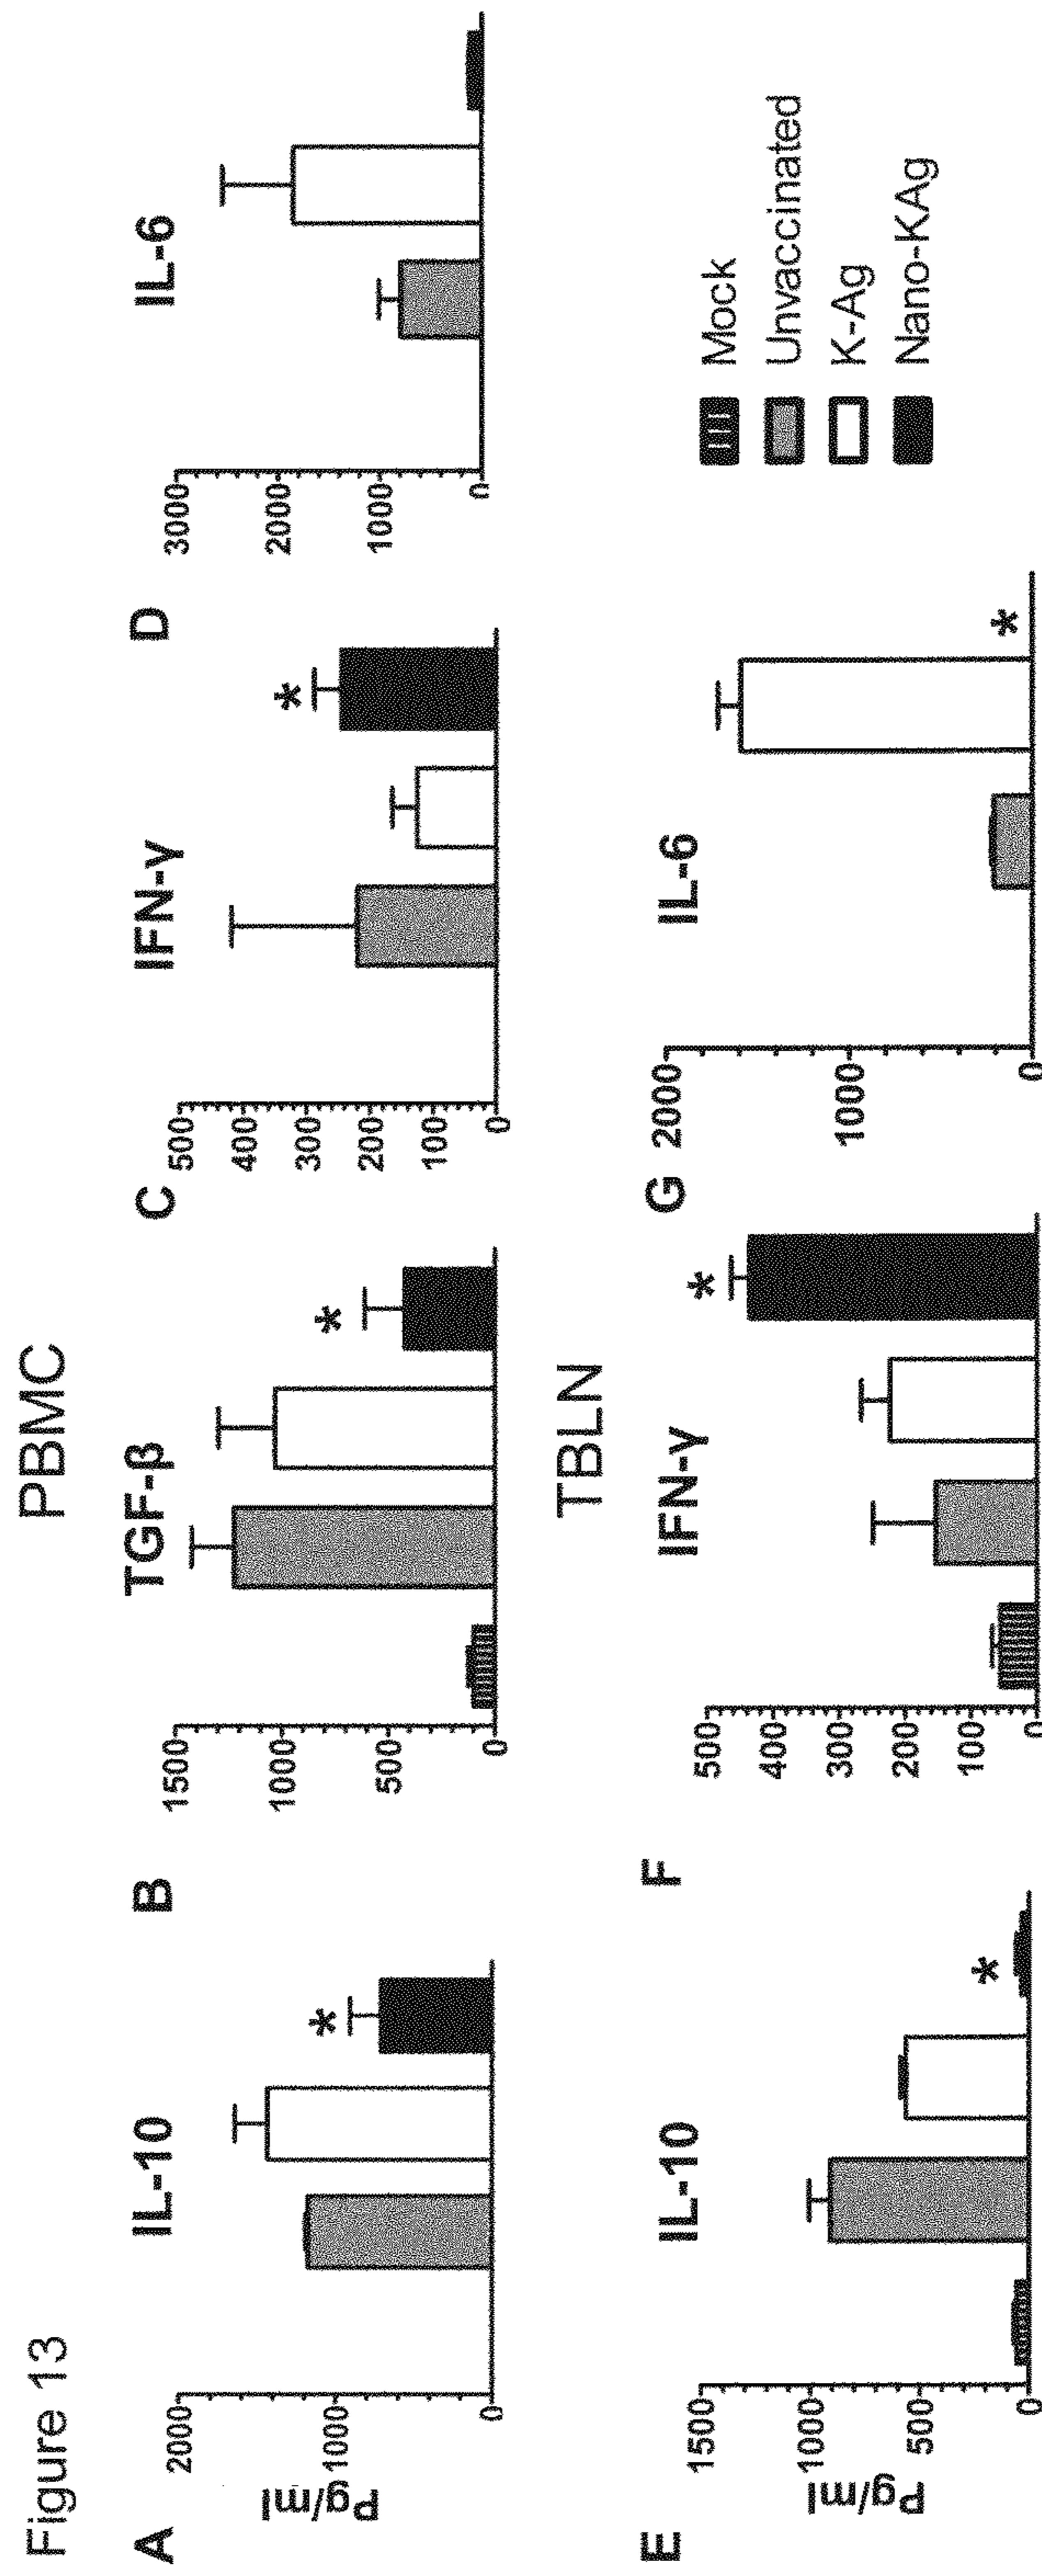 Figure 13
PBMC
A
IL-10
Pg/ml
2000
1000
0
*
B
TGF-β
1500
1000
500
0
*
C
IFN-γ
500
400
300
200
100
0
*
D
IL-6
3000
2000
1000
0
TBLN
E
IL-10
Pg/ml
1500
1000
500
0
*
F
IFN-γ
500
400
300
200
100
0
*
G
IL-6
2000
1000
0
*
Mock
Unvaccinated
K-Ag
Nano-KAg